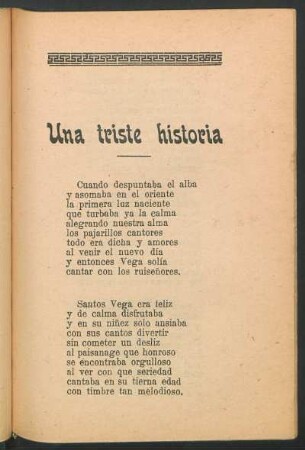 Una triste historia
Cuando despuntaba el alba
y asomaba en el oriente
la primera luz naciente
que turbaba ya la calma
alegrando nuestra alma
los pajarillos cantores
todo era dicha y amores
al venir el nuevo día
y entonces Vega solía
cantar con los ruiseñores.
Santos Vega era feliz
y de calma disfrutaba
y en su niñez sólo ansiaba
con sus cantos divertir
sin cometer un desliz
al paisanage que honroso
se encontraba orgulloso
al ver con que seriedad
cantaba en su tierna edad
con timbre tan melodioso.